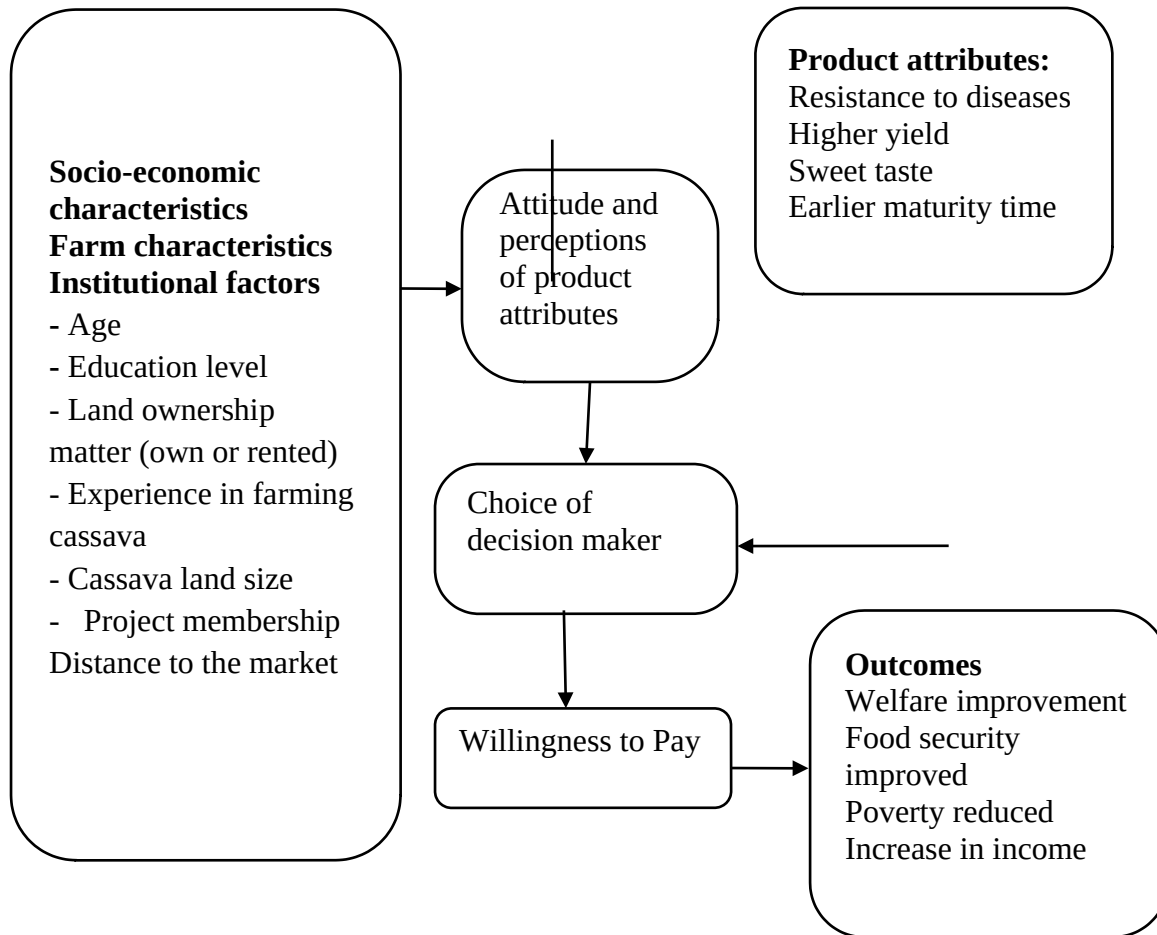 Socio-economic
characteristics
Farm characteristics
Institutional factors
- Age
- Education level
- Land ownership
matter (own or rented)
- Experience in farming
cassava
- Cassava land size
- Project membership
Distance to the market
Attitude and
perceptions
of product
attributes
Product attributes:
Resistance to diseases
Higher yield
Sweet taste
Earlier maturity time
Choice of
decision maker
Willingness to Pay
Outcomes
Welfare improvement
Food security
improved
Poverty reduced
Increase in income